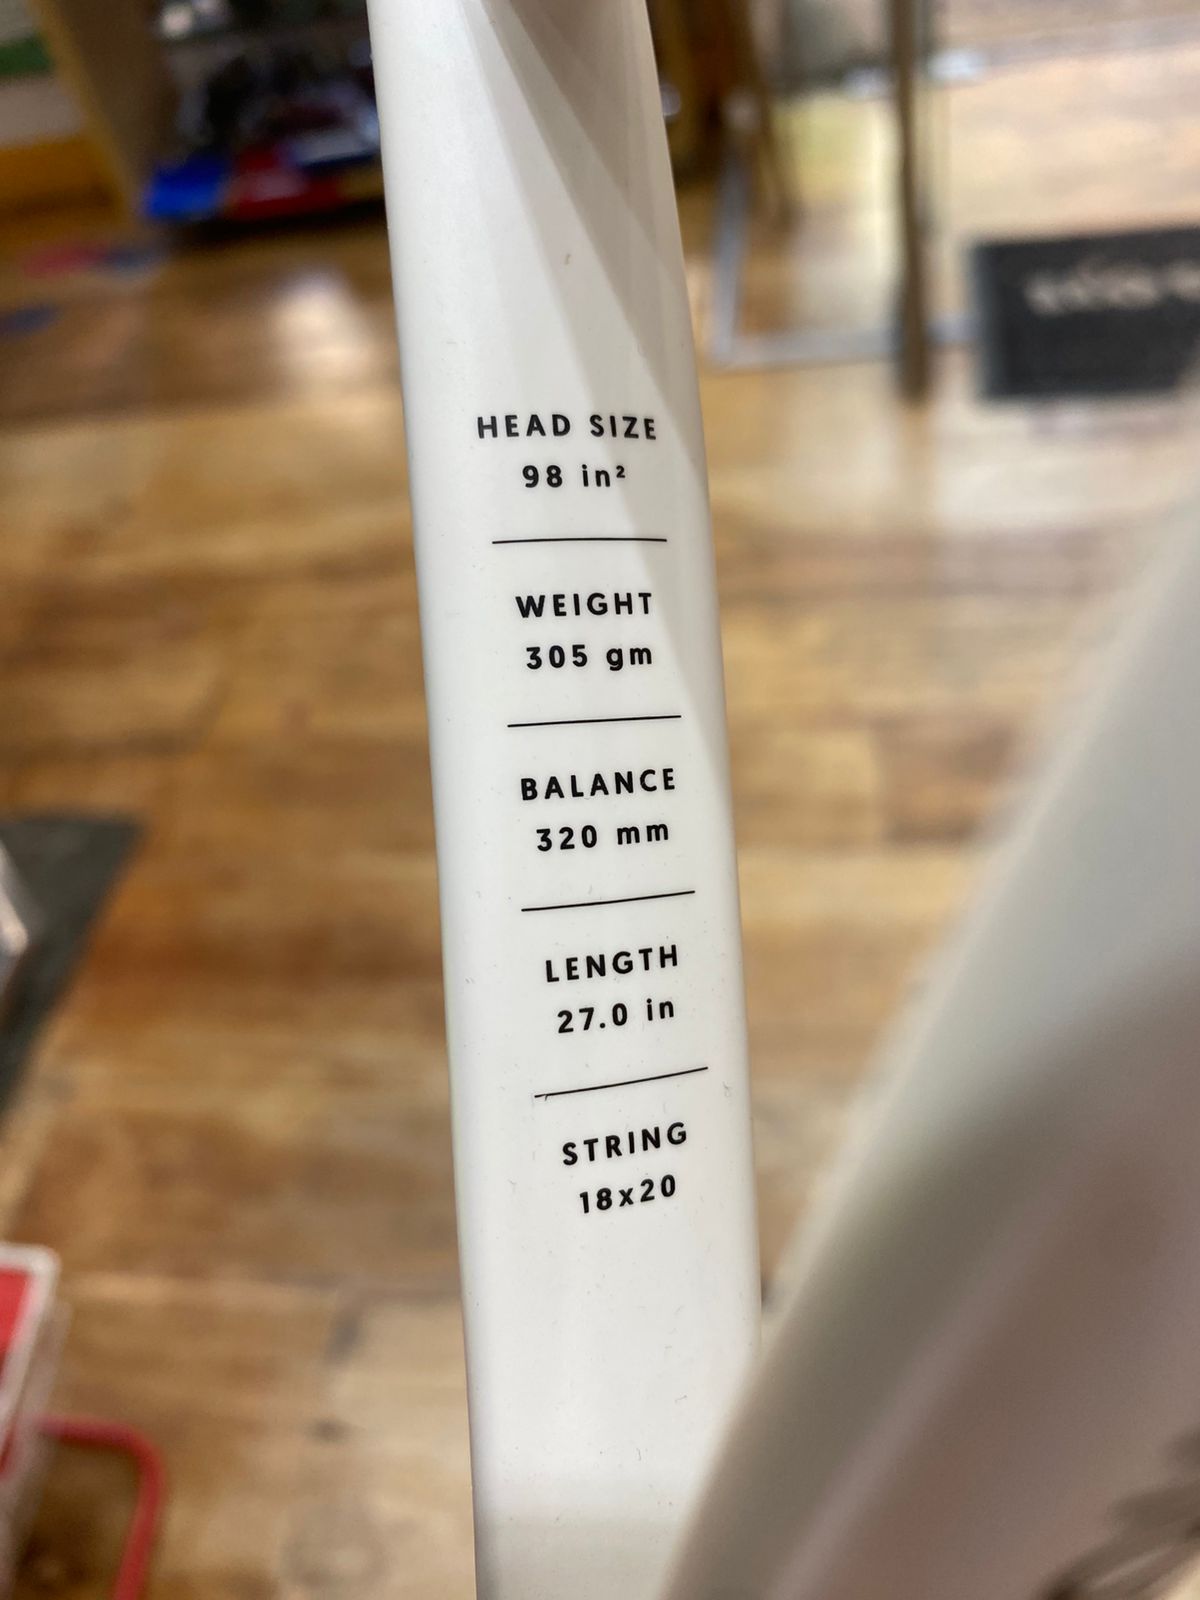 HEAD SIZE
98 in²
WEIGHT
305 gm
BALANCE
320 mm
LENGTH
27.0 in
STRING
18x20